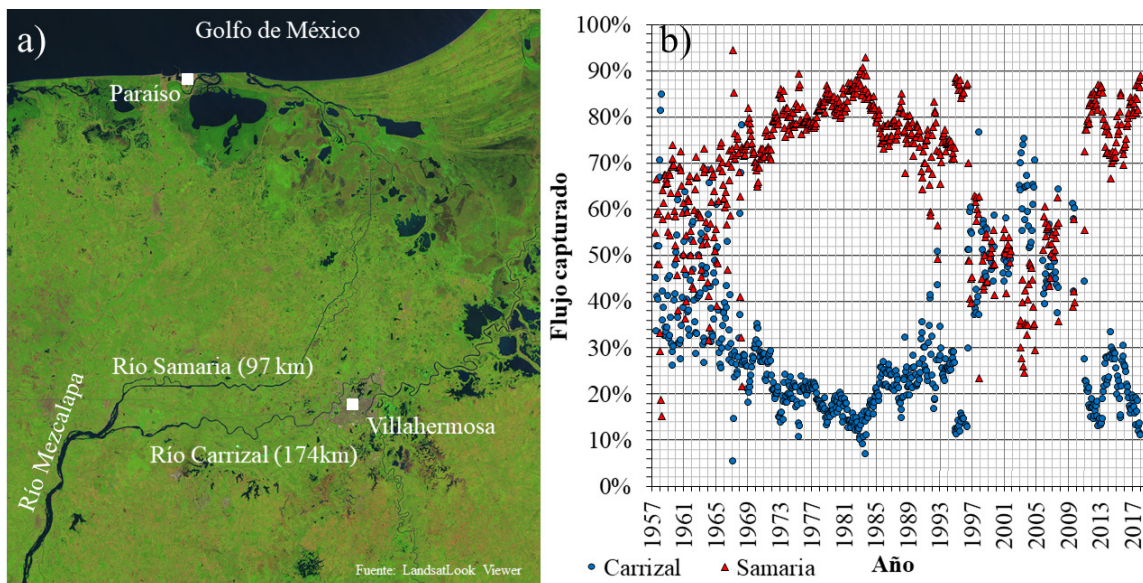 a)
Golfo de México
Paraíso
Río Samaria (97 km)
Villahermosa
Río Carrizal (174km)
Río Mezcalapa
Fuente: LandsatLook Viewer
b)
Flujo capturado
100%
90%
80%
70%
60%
50%
40%
30%
20%
10%
0%
1957
1961
1965
1969
1973
1977
1981
1985
1989
1993
1997
2001
2005
2009
2013
2017
Año
Carrizal
Samaria